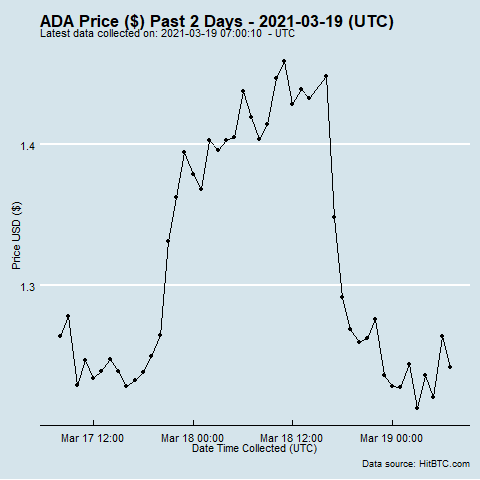 ADA Price ($) Past 2 Days - 2021-03-19 (UTC)
Latest data collected on: 2021-03-19 07:00:10 - UTC
1.4
1.3
Price USD ($)
Mar 17 12:00
Mar 18 00:00
Mar 18 12:00
Mar 19 00:00
Date Time Collected (UTC)
Data source: HitBTC.com